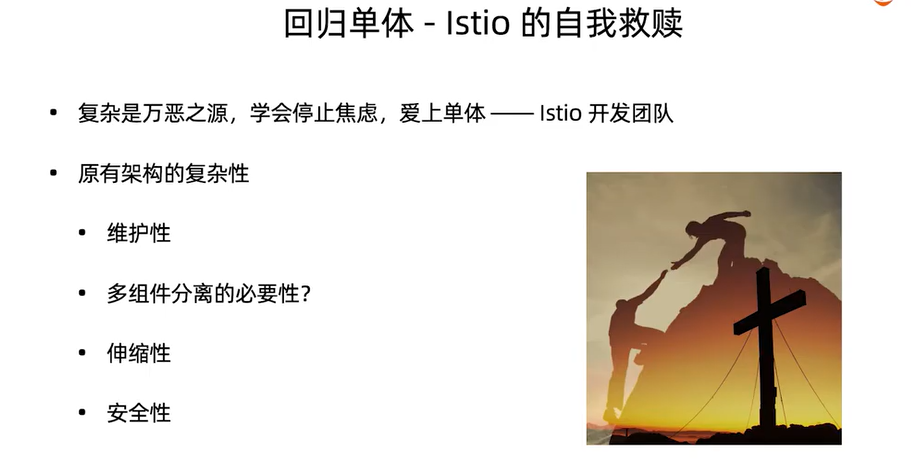 回归单体 - Istio 的自我救赎
• 复杂是万恶之源，学会停止焦虑，爱上单体 —— Istio 开发团队
• 原有架构的复杂性
• 维护性
• 多组件分离的必要性？
• 伸缩性
• 安全性